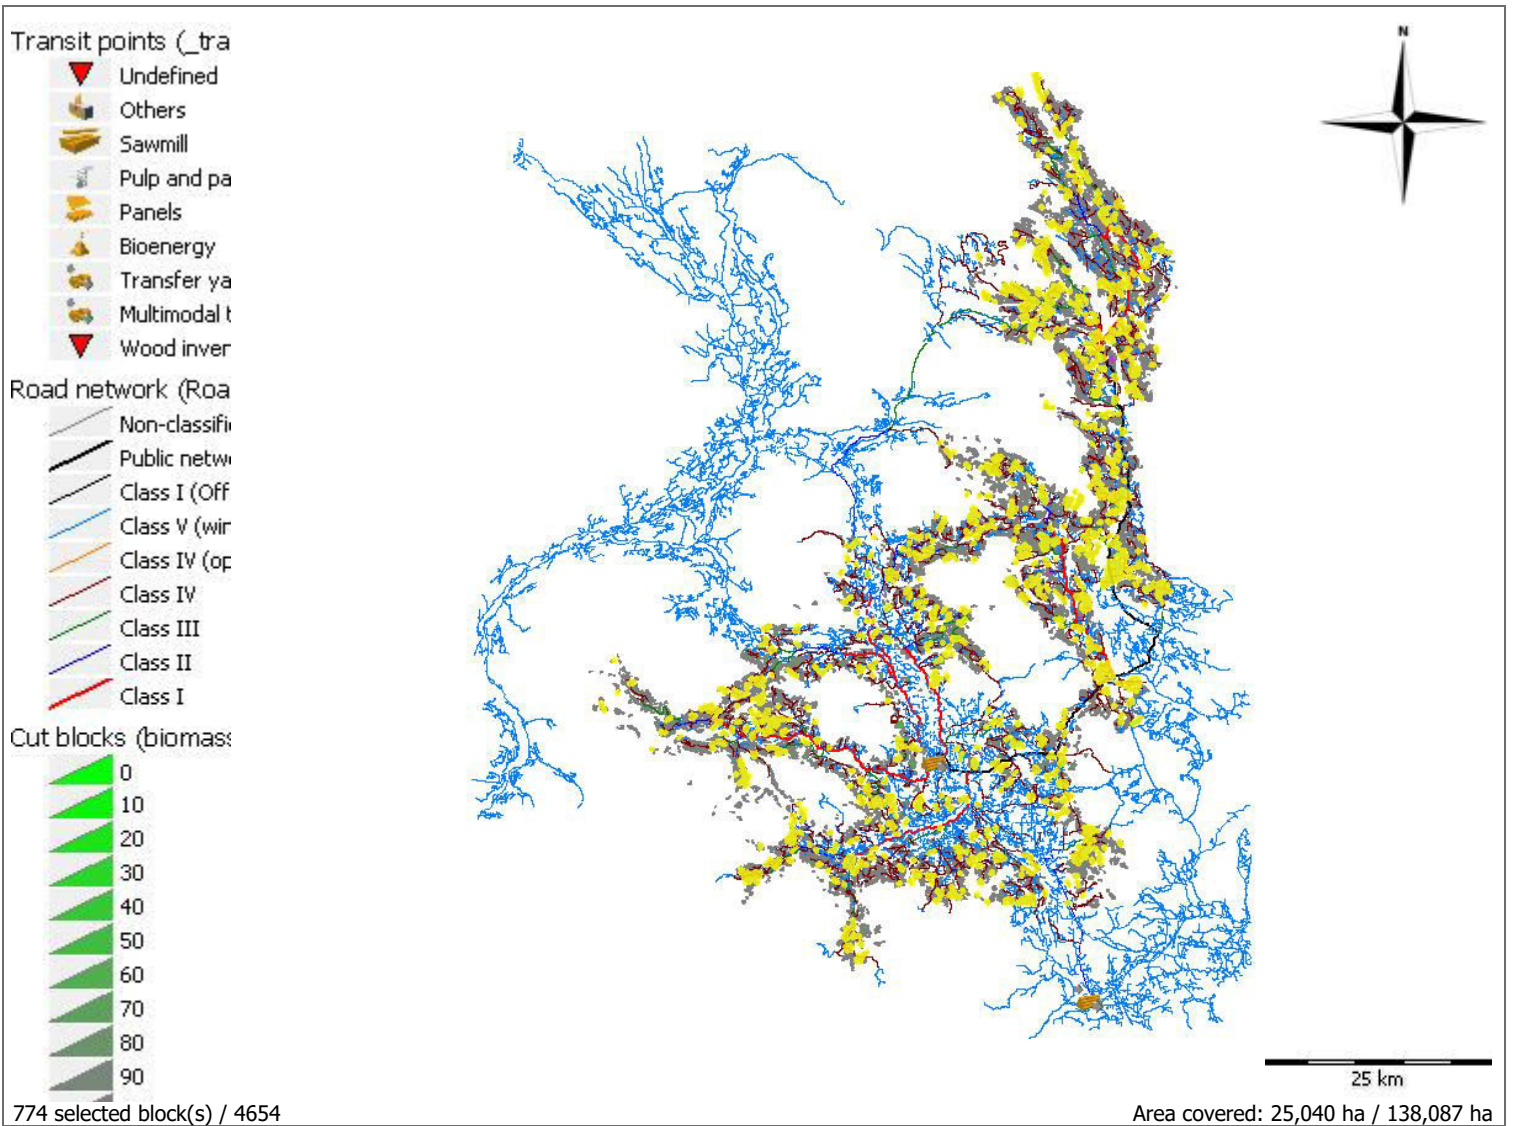 Transit points (_tra
Undefined
Others
Sawmill
Pulp and pa
Panels
Bioenergy
Transfer ya
Multimodal t
Wood inver
Road network (Roa
Non-classifi
Public netw
Class I (Off
Class V (wir
Class IV (op
Class IV
Class III
Class II
Class I
Cut blocks (biomass
0
10
20
30
40
50
60
70
80
90
774 selected block(s) / 4654
N
25 km
Area covered: 25,040 ha / 138,087 ha